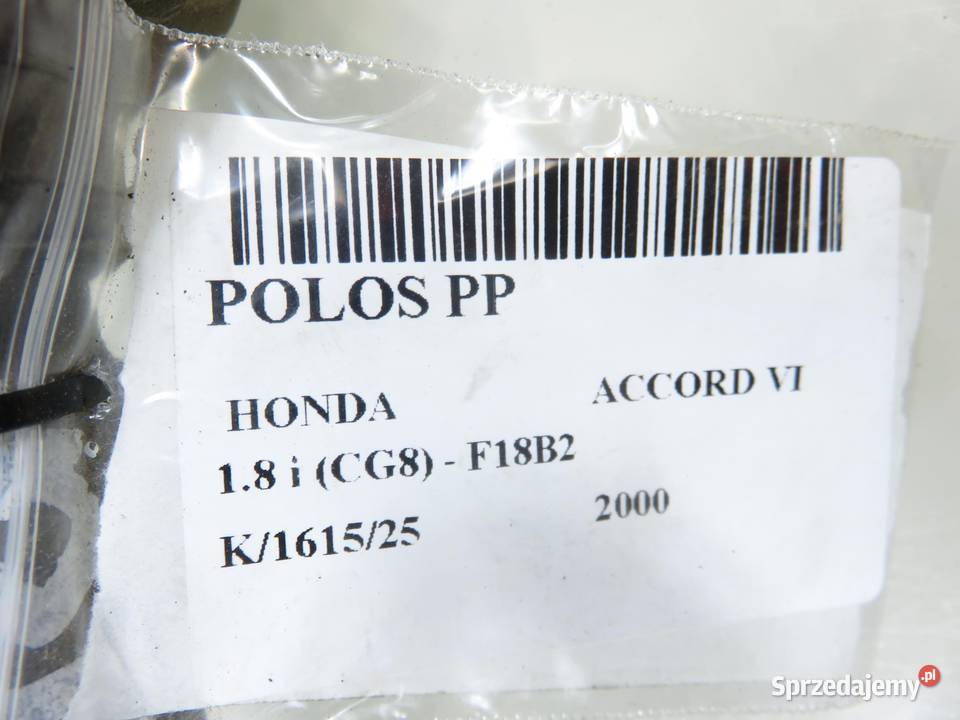 POLOS PP
HONDA ACCORD VI
1.8 i (CG8) - F18B2
K/1615/25 2000
Sprzedajemy.pl